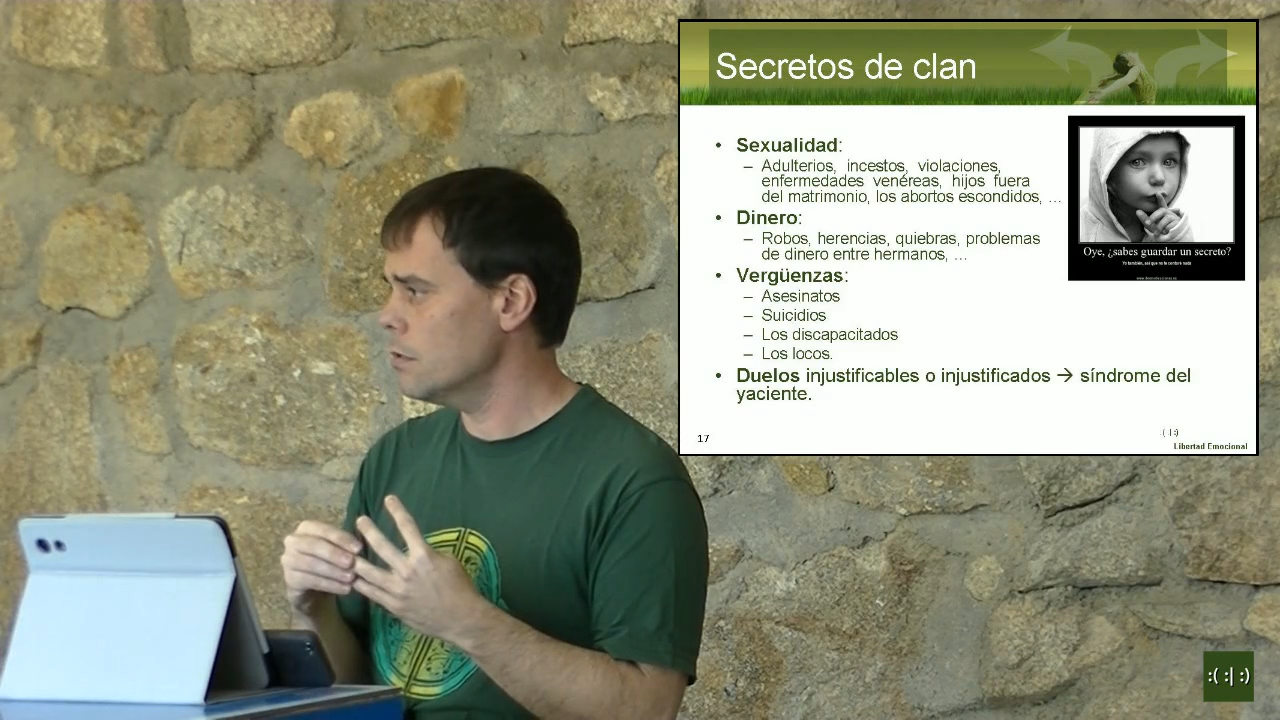 Secretos de clan
• Sexualidad:
– Adulterios, incestos, violaciones,
enfermedades venéreas, hijos fuera
del matrimonio, los abortos escondidos, ...
• Dinero:
– Robos, herencias, quiebras, problemas
de dinero entre hermanos, ...
• Vergüenzas:
– Asesinatos
– Suicidios
– Los discapacitados
– Los locos.
• Duelos injustificables o injustificados → síndrome del
yaciente.
Oye, ¿sabes guardar un secreto?
17
(:|:)
Libertad Emocional
:( :| :)